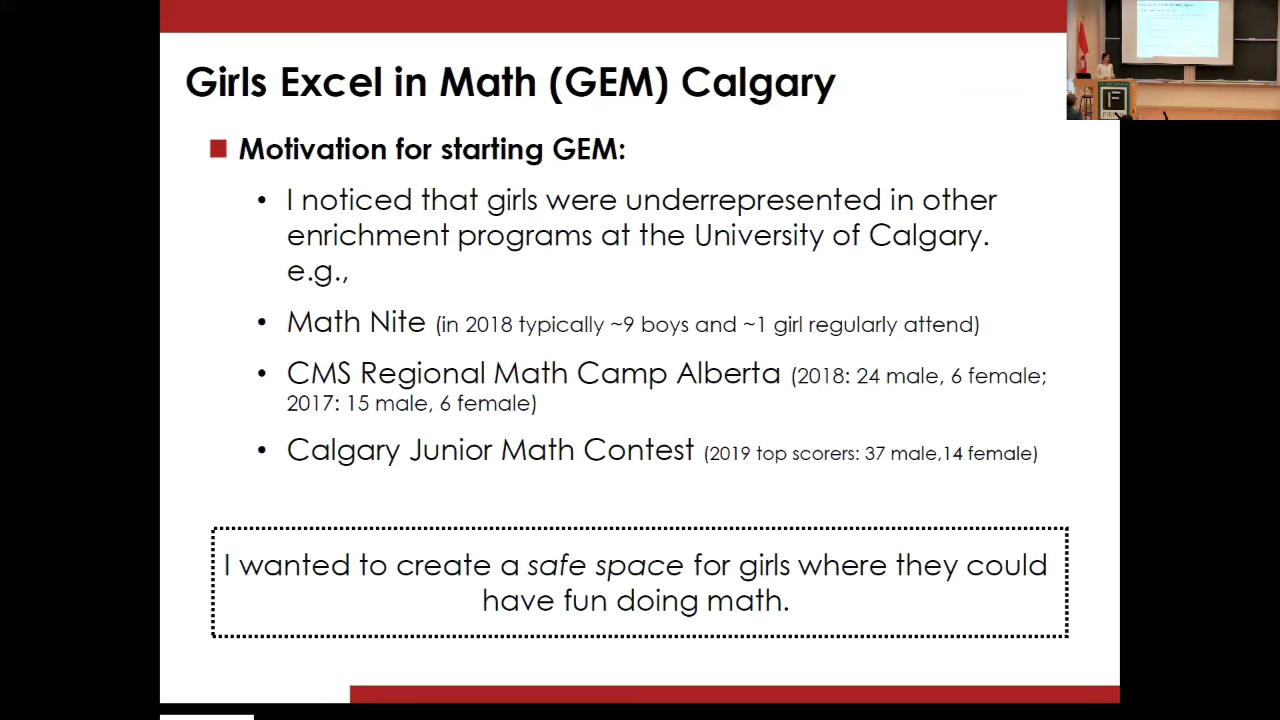 Girls Excel in Math (GEM) Calgary
Motivation for starting GEM:
• I noticed that girls were underrepresented in other
enrichment programs at the University of Calgary.
e.g.,
• Math Nite (in 2018 typically ~9 boys and ~1 girl regularly attend)
• CMS Regional Math Camp Alberta (2018: 24 male, 6 female;
2017: 15 male, 6 female)
• Calgary Junior Math Contest (2019 top scorers: 37 male,14 female)
I wanted to create a safe space for girls where they could
have fun doing math.